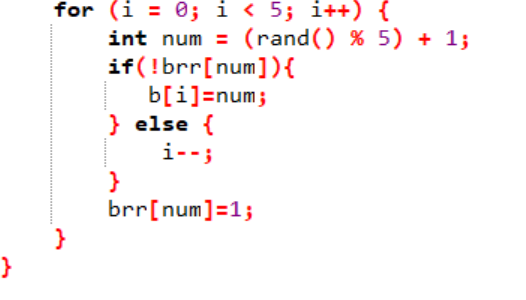 for (i = 0; i < 5; i++) {
int num = (rand() % 5) + 1;
if(!brr[num]){
b[i]=num;
} else {
i--;
}
brr[num]=1;
}
}